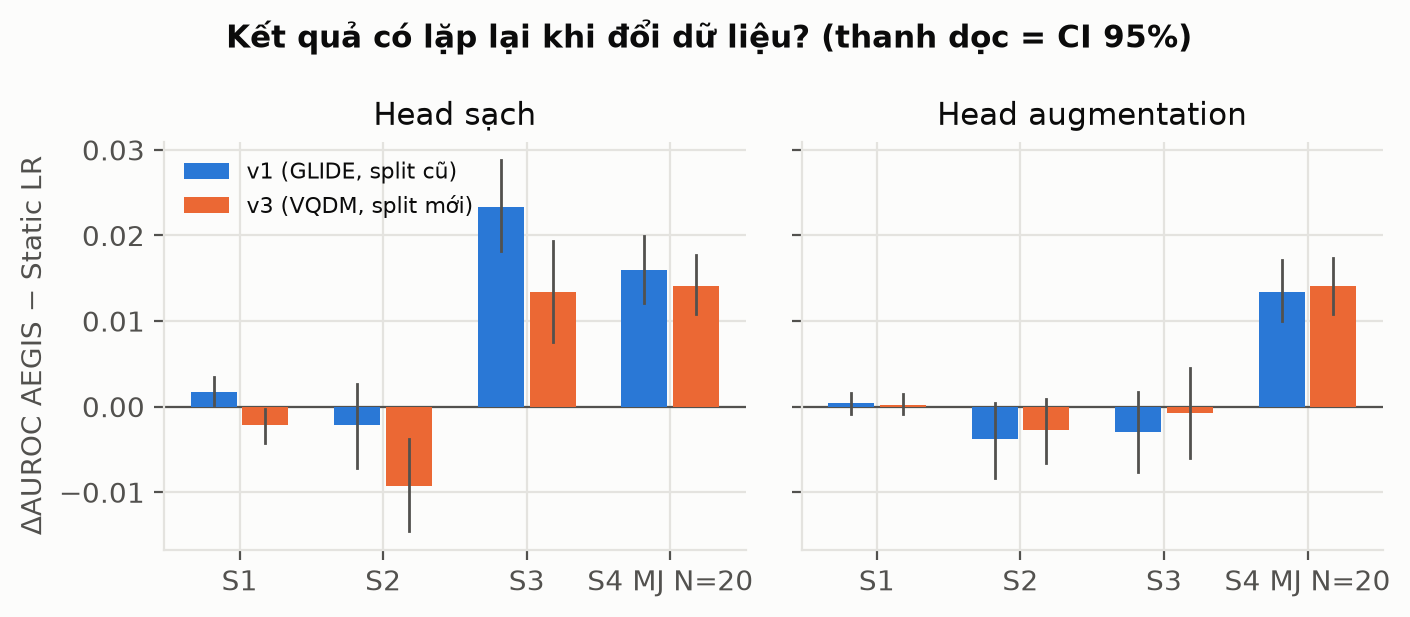 Kết quả có lặp lại khi đổi dữ liệu? (thanh dọc = CI 95%)
Head sạch
Head augmentation
ΔAUROC AEGIS − Static LR
0.03
0.02
0.01
0.00
−0.01
v1 (GLIDE, split cũ)
v3 (VQDM, split mới)
S1 S2 S3 S4 MJ N=20
S1 S2 S3 S4 MJ N=20